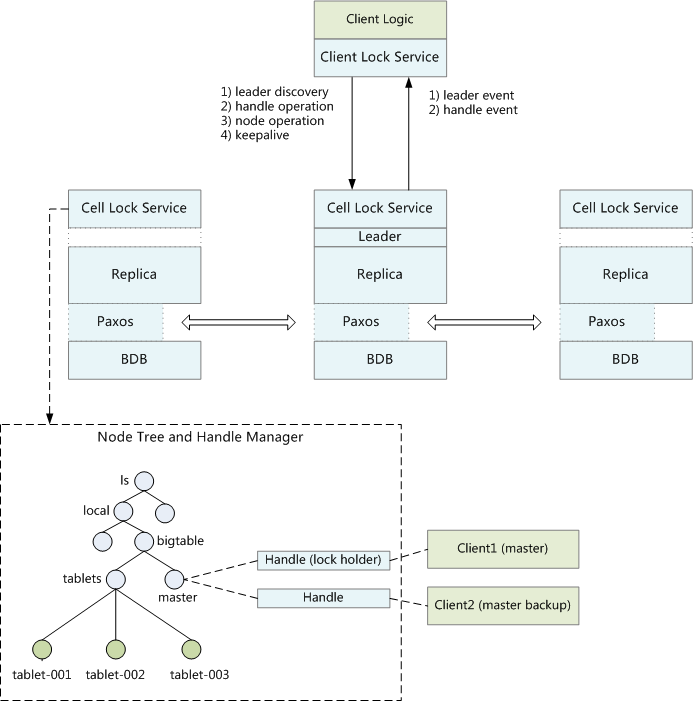 Client Logic
Client Lock Service
1) leader discovery
2) handle operation
3) node operation
4) keepalive
1) leader event
2) handle event
Cell Lock Service
Cell Lock Service
Cell Lock Service
Leader
Replica
Replica
Replica
Paxos
Paxos
Paxos
BDB
BDB
BDB
Node Tree and Handle Manager
ls
local
bigtable
tablets
master
Handle (lock holder)
Handle
Client1 (master)
Client2 (master backup)
tablet-001
tablet-002
tablet-003